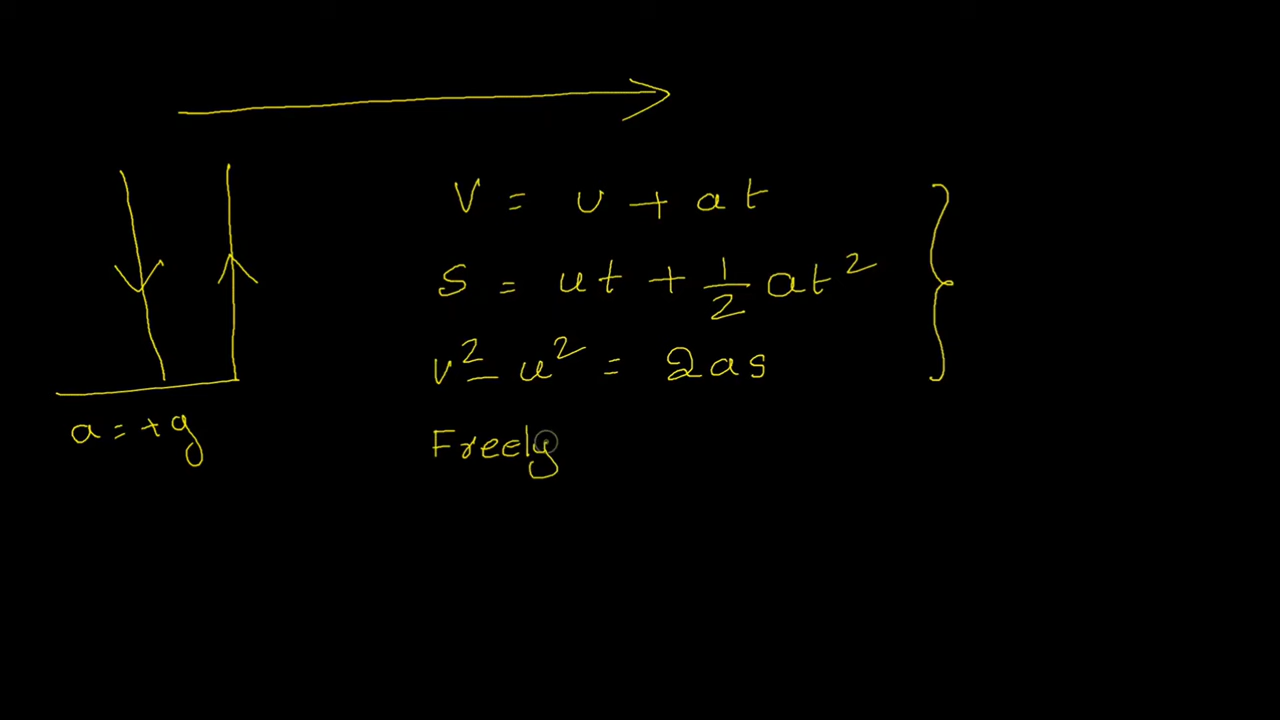 V = u + at
S = ut + 1/2 at²
v² - u² = 2as
a = +g
Freely